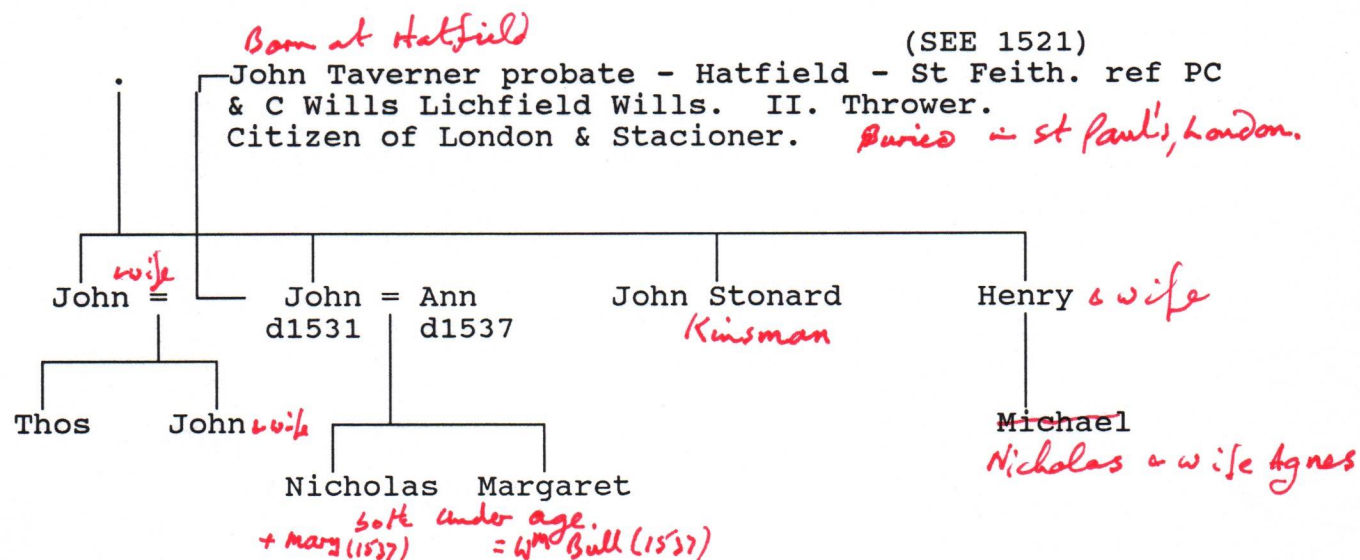 Born at Hatfield
(SEE 1521)
John Taverner probate - Hatfield - St Feith. ref PC
& C Wills Lichfield Wills. II. Thrower.
Citizen of London & Stacioner. Buried in St Paul's, London.
wife
John = John = Ann John Stonard Henry & wife
d1531 d1537 Kinsman
Thos John & wife Michael
Nicholas & wife Agnes
Nicholas Margaret
both under age.
+ Mary (1537) = Wm Bull (1537)